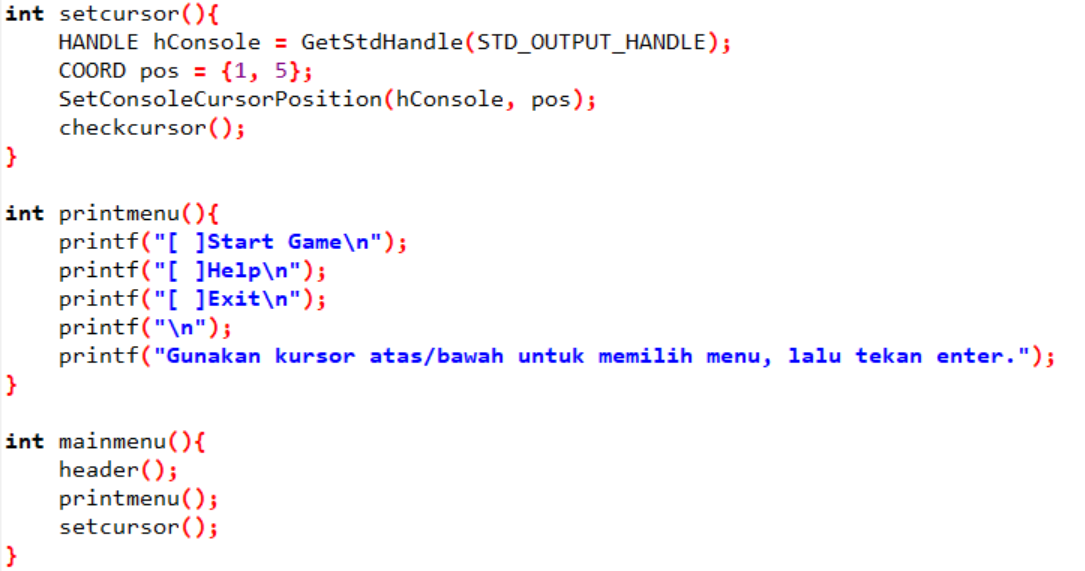 int setcursor(){
    HANDLE hConsole = GetStdHandle(STD_OUTPUT_HANDLE);
    COORD pos = {1, 5};
    SetConsoleCursorPosition(hConsole, pos);
    checkcursor();
}

int printmenu(){
    printf("[ ]Start Game\n");
    printf("[ ]Help\n");
    printf("[ ]Exit\n");
    printf("\n");
    printf("Gunakan kursor atas/bawah untuk memilih menu, lalu tekan enter.");
}

int mainmenu(){
    header();
    printmenu();
    setcursor();
}